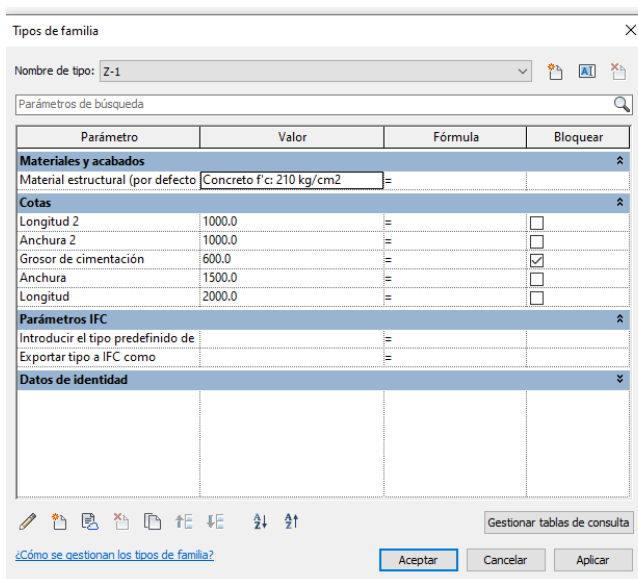 Tipos de familia
Nombre de tipo: Z-1
Parámetros de búsqueda
Parámetro Valor Fórmula Bloquear
Materiales y acabados
Material estructural (por defecto Concreto f'c: 210 kg/cm2 =
Cotas
Longitud 2 1000.0 =
Anchura 2 1000.0 =
Grosor de cimentación 600.0 =
Anchura 1500.0 =
Longitud 2000.0 =
Parámetros IFC
Introducir el tipo predefinido de =
Exportar tipo a IFC como =
Datos de identidad
Gestionar tablas de consulta
¿Cómo se gestionan los tipos de familia?
Aceptar Cancelar Aplicar